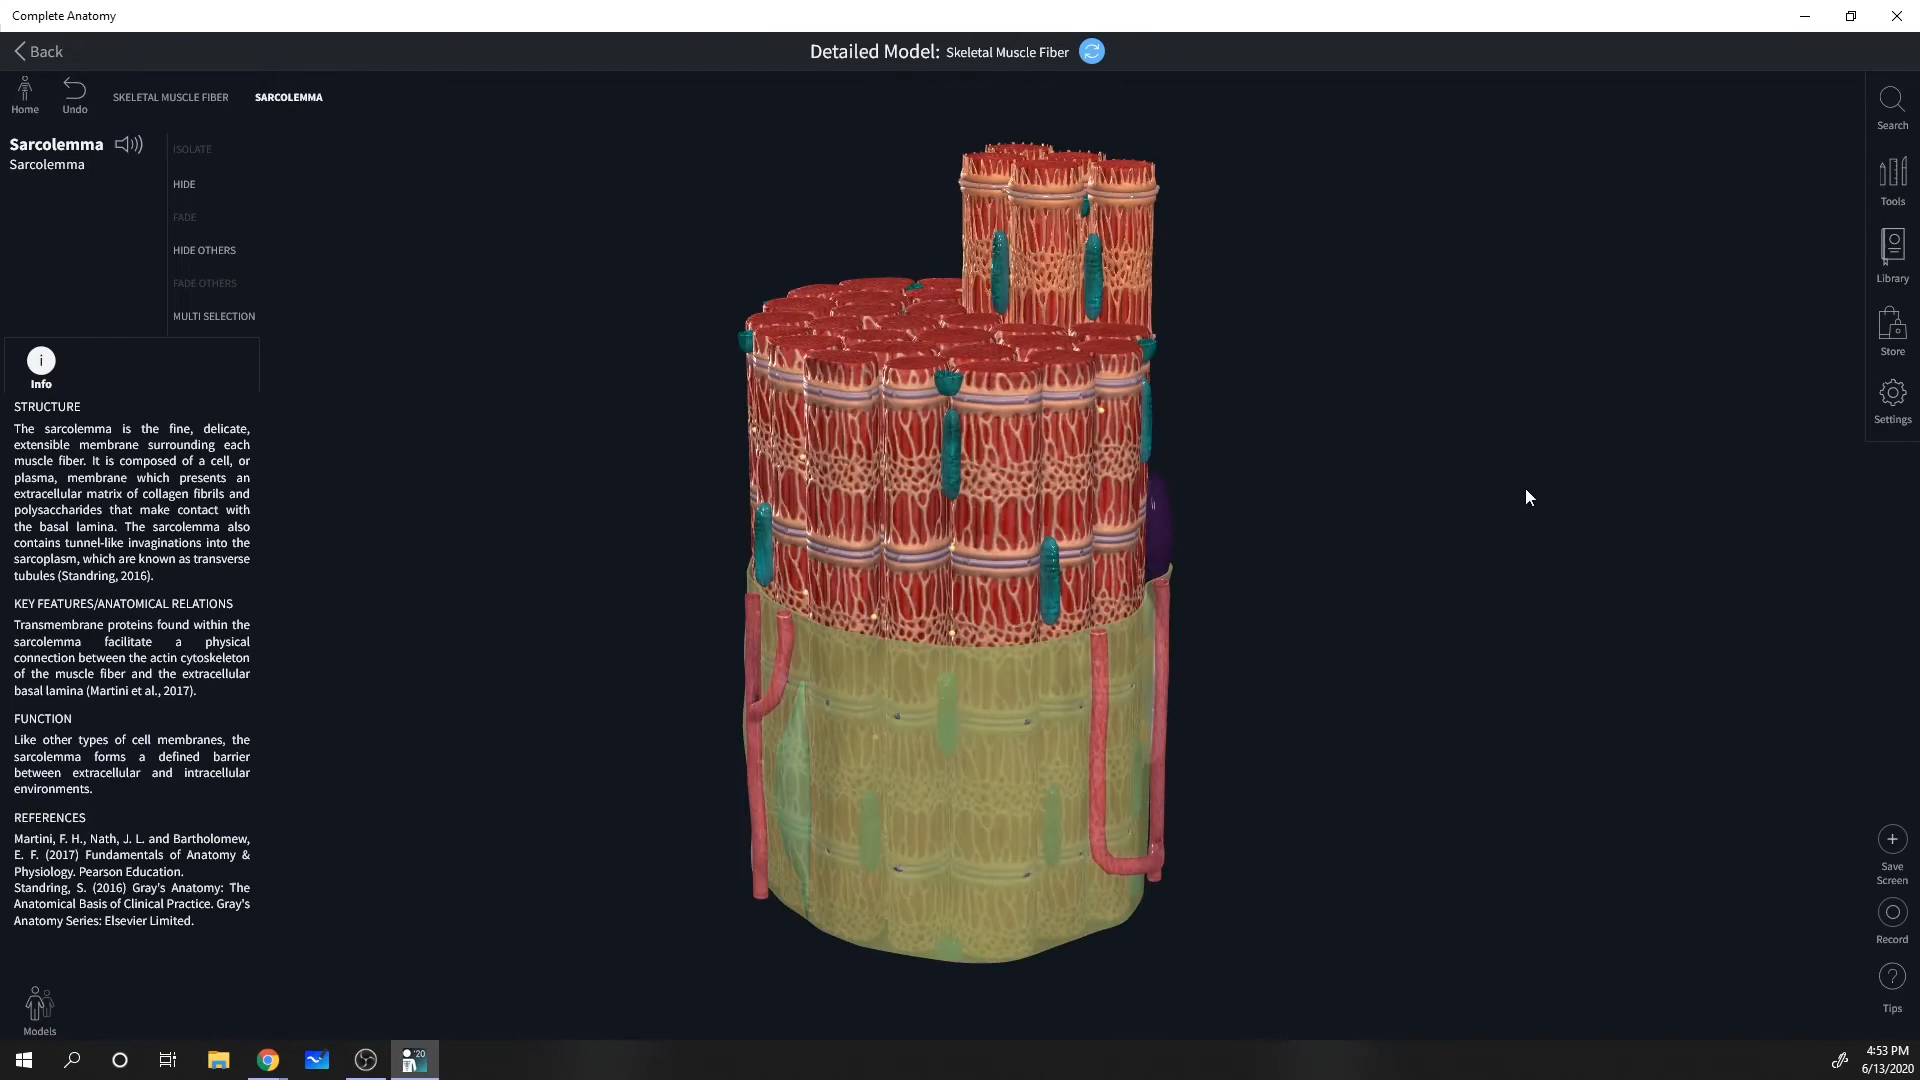 Complete Anatomy
Back
Detailed Model: Skeletal Muscle Fiber
Home
Undo
SKELETAL MUSCLE FIBER
SARCOLEMMA
Sarcolemma
Sarcolemma
ISOLATE
HIDE
FADE
HIDE OTHERS
FADE OTHERS
MULTI SELECTION
i
Info
STRUCTURE
The sarcolemma is the fine, delicate,
extensible membrane surrounding each
muscle fiber. It is composed of a cell, or
plasma, membrane which presents an
extracellular matrix of collagen fibrils and
polysaccharides that make contact with
the basal lamina. The sarcolemma also
contains tunnel-like invaginations into the
sarcoplasm, which are known as transverse
tubules (Standring, 2016).
KEY FEATURES/ANATOMICAL RELATIONS
Transmembrane proteins found within the
sarcolemma facilitate a physical
connection between the actin cytoskeleton
of the muscle fiber and the extracellular
basal lamina (Martini et al., 2017).
FUNCTION
Like other types of cell membranes, the
sarcolemma forms a defined barrier
between extracellular and intracellular
environments.
REFERENCES
Martini, F. H., Nath, J. L. and Bartholomew,
E. F. (2017) Fundamentals of Anatomy &
Physiology. Pearson Education.
Standring, S. (2016) Gray's Anatomy: The
Anatomical Basis of Clinical Practice. Gray's
Anatomy Series: Elsevier Limited.
Models
Search
Tools
Library
Store
Settings
Save
Screen
Record
?
Tips
'20
4:53 PM
6/13/2020